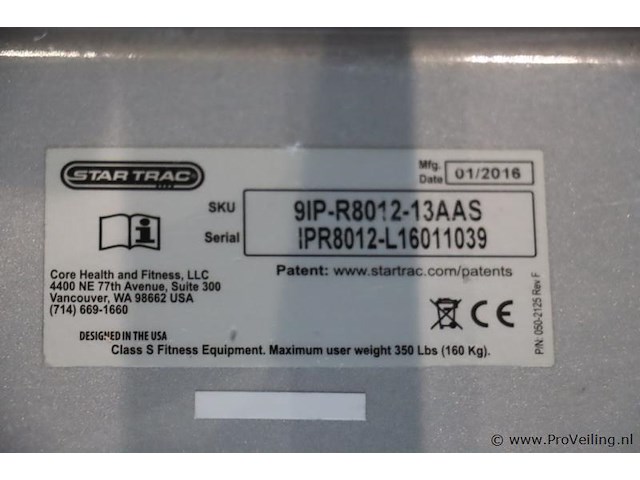 STAR TRAC®
Mfg. Date 01/2016
SKU 9IP-R8012-13AAS
Serial IPR8012-L16011039
Patent: www.startrac.com/patents
Core Health and Fitness, LLC
4400 NE 77th Avenue, Suite 300
Vancouver, WA 98662 USA
(714) 669-1660
CE
DESIGNED IN THE USA
Class S Fitness Equipment. Maximum user weight 350 Lbs (160 Kg).
P/N: 050-2125 Rev F
© www.ProVeiling.nl